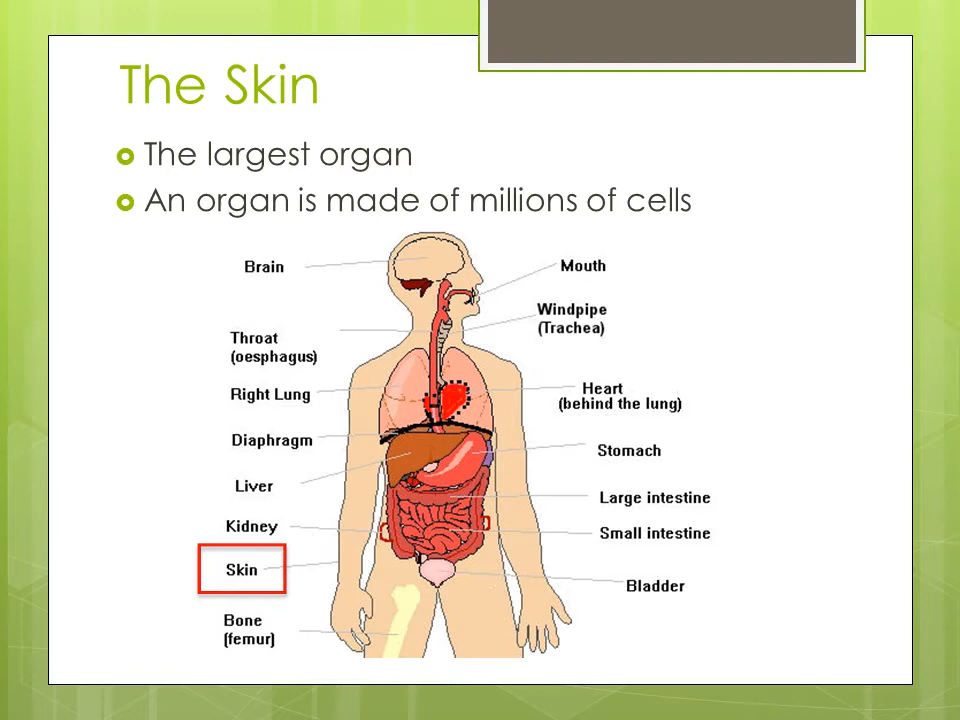 The Skin
The largest organ
An organ is made of millions of cells
Brain
Mouth
Windpipe
(Trachea)
Throat
(oesphagus)
Right Lung
Heart
(behind the lung)
Diaphragm
Stomach
Liver
Large intestine
Kidney
Small intestine
Skin
Bladder
Bone
(femur)